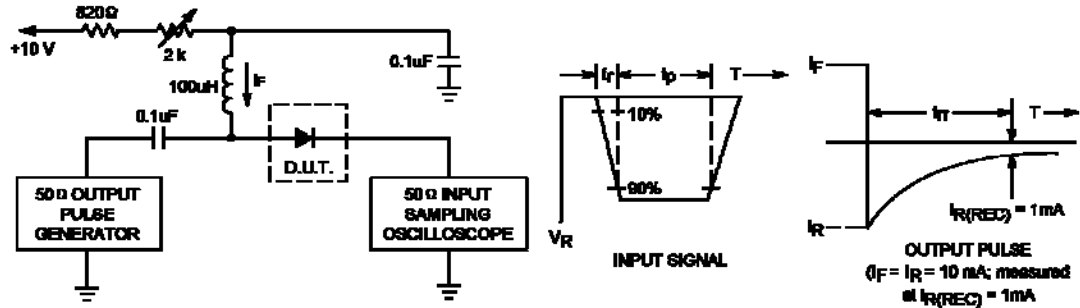 820Ω
+10 V
2 k
100uH
IF
0.1uF
0.1uF
D.U.T.
50 Ω OUTPUT
PULSE
GENERATOR
50 Ω INPUT
SAMPLING
OSCILLOSCOPE
tr
tp
T
10%
90%
VR
INPUT SIGNAL
IF
trr
T
IR
IR(REC) = 1mA
OUTPUT PULSE
(IF = IR = 10 mA; measured
at IR(REC) = 1mA